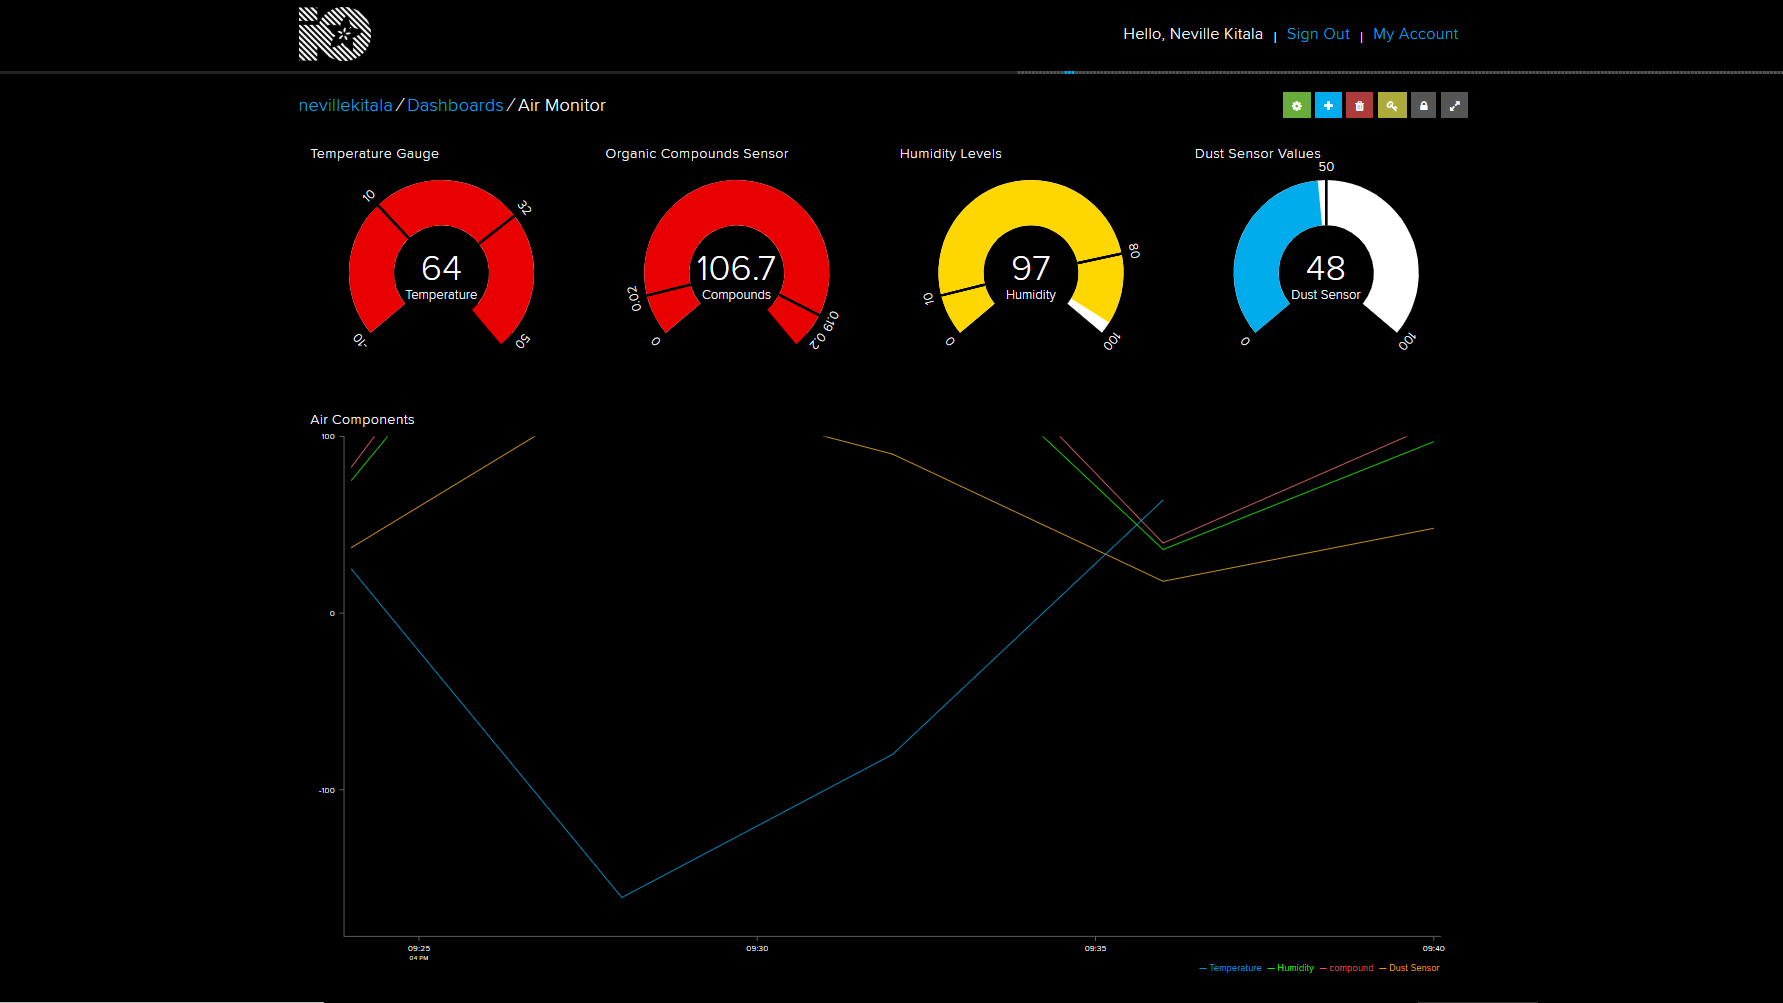 Hello, Neville Kitala | Sign Out | My Account
nevillekitala / Dashboards / Air Monitor
Temperature Gauge
10
32
64
Temperature
-10
50
Organic Compounds Sensor
0.02
106.7
Compounds
0
0.19
0.2
Humidity Levels
10
80
97
Humidity
0
100
Dust Sensor Values
50
48
Dust Sensor
0
100
Air Components
100
0
-100
09:25
04 PM
09:30
09:35
09:40
Temperature
Humidity
compound
Dust Sensor